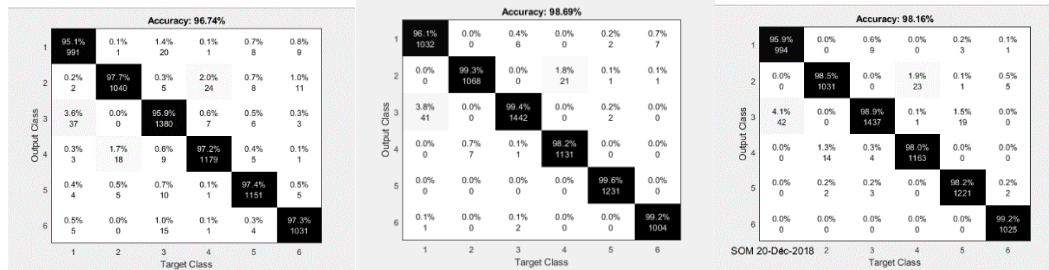 Accuracy: 96.74%
1 95.1% 0.1% 1.4% 0.1% 0.7% 0.8%
991 1 20 1 8 9
2 0.2% 97.7% 0.3% 2.0% 0.7% 1.0%
2 1040 5 24 8 11
3 3.6% 0.0% 95.9% 0.6% 0.5% 0.3%
37 0 1380 7 6 3
4 0.3% 1.7% 0.6% 97.2% 0.4% 0.1%
3 18 9 1179 5 1
5 0.4% 0.5% 0.7% 0.1% 97.4% 0.5%
4 5 10 1 1151 5
6 0.5% 0.0% 1.0% 0.1% 0.3% 97.3%
5 0 15 1 4 1031
1 2 3 4 5 6
Target Class
Output Class
Accuracy: 98.69%
1 96.1% 0.0% 0.4% 0.0% 0.2% 0.7%
1032 0 6 0 2 7
2 0.0% 99.3% 0.0% 1.8% 0.1% 0.1%
0 1068 0 21 1 1
3 3.8% 0.0% 99.4% 0.0% 0.2% 0.0%
41 0 1442 0 2 0
4 0.0% 0.7% 0.1% 98.2% 0.0% 0.0%
0 7 1 1131 0 0
5 0.0% 0.0% 0.0% 0.0% 99.6% 0.0%
0 0 0 0 1231 0
6 0.1% 0.0% 0.1% 0.0% 0.0% 99.2%
1 0 2 0 0 1004
1 2 3 4 5 6
Target Class
Output Class
Accuracy: 98.16%
1 95.9% 0.0% 0.6% 0.0% 0.2% 0.1%
994 0 9 0 3 1
2 0.0% 98.5% 0.0% 1.9% 0.1% 0.5%
0 1031 0 23 1 5
3 4.1% 0.0% 98.9% 0.1% 1.5% 0.0%
42 0 1437 1 19 0
4 0.0% 1.3% 0.3% 98.0% 0.0% 0.0%
0 14 4 1163 0 0
5 0.0% 0.2% 0.2% 0.0% 98.2% 0.2%
0 2 3 0 1221 2
6 0.0% 0.0% 0.0% 0.0% 0.0% 99.2%
0 0 0 0 0 1025
SOM 20-Dec-2018 2 3 4 5 6
Target Class
Output Class